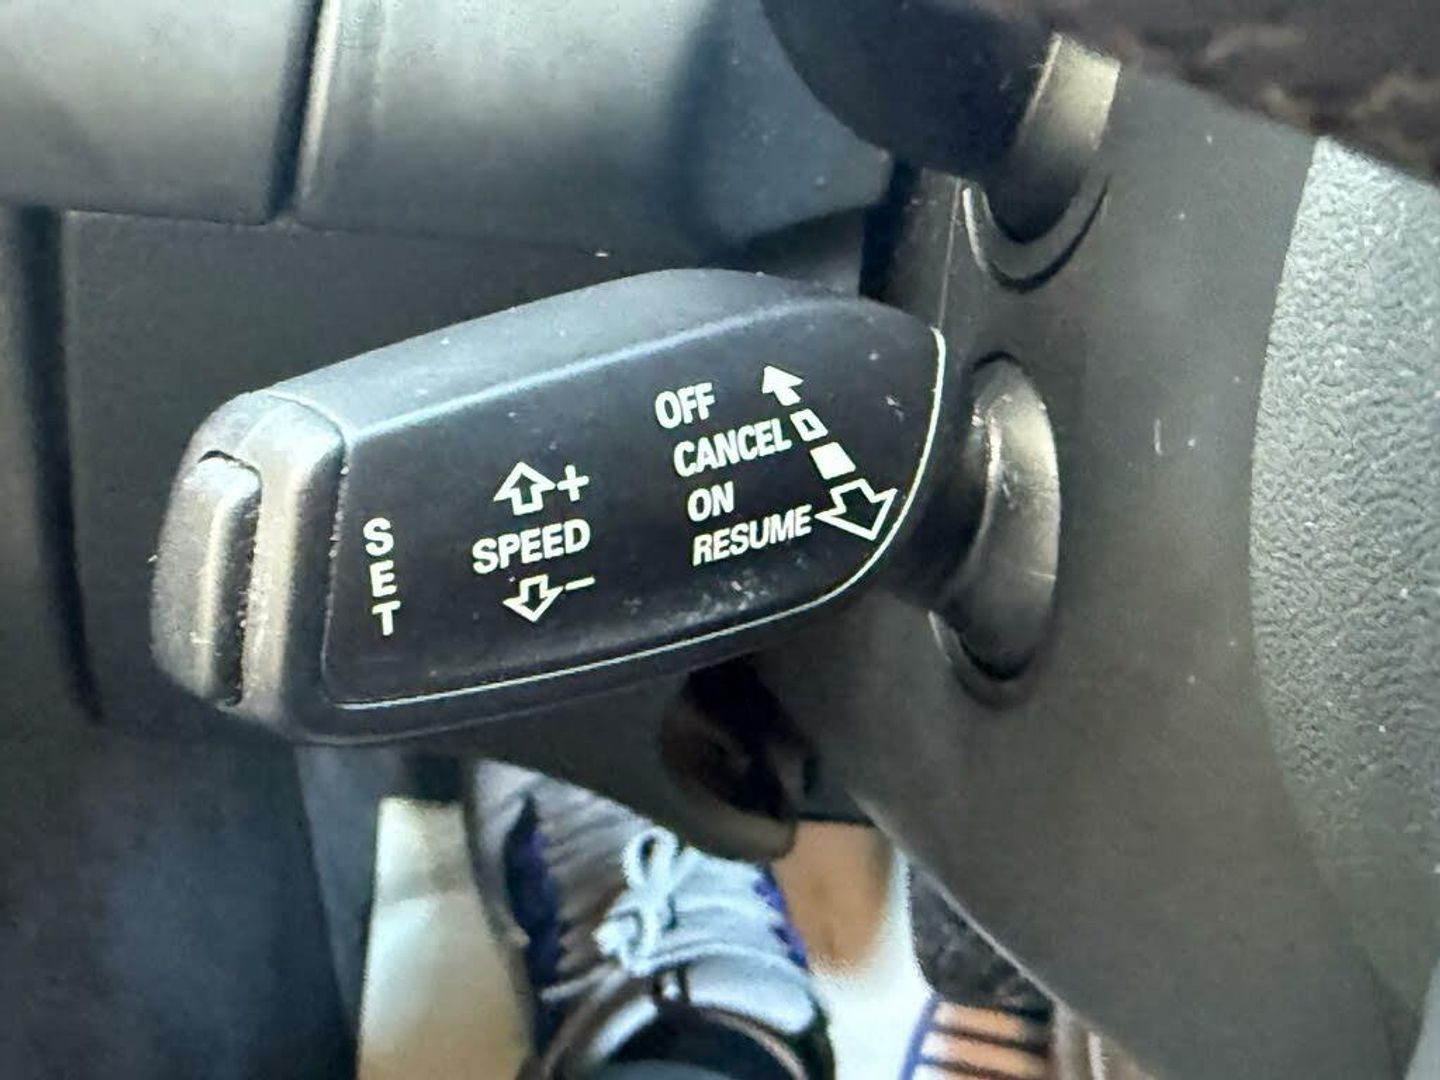 SET
+
SPEED
−
OFF
CANCEL
ON
RESUME